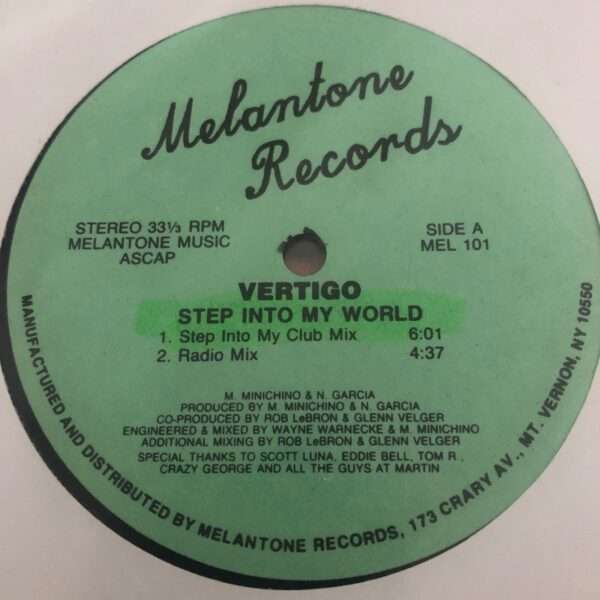 Melantone
Records
STEREO 33⅓ RPM
MELANTONE MUSIC
ASCAP
SIDE A
MEL 101
VERTIGO
STEP INTO MY WORLD
1. Step Into My Club Mix 6:01
2. Radio Mix 4:37
M. MINICHINO & N. GARCIA
PRODUCED BY M. MINICHINO & N. GARCIA
CO-PRODUCED BY ROB LeBRON & GLENN VELGER
ENGINEERED & MIXED BY WAYNE WARNECKE & M. MINICHINO
ADDITIONAL MIXING BY ROB LeBRON & GLENN VELGER
SPECIAL THANKS TO SCOTT LUNA, EDDIE BELL, TOM R.,
CRAZY GEORGE AND ALL THE GUYS AT MARTIN
MANUFACTURED AND DISTRIBUTED BY MELANTONE RECORDS, 173 CRARY AV., MT. VERNON, NY 10550